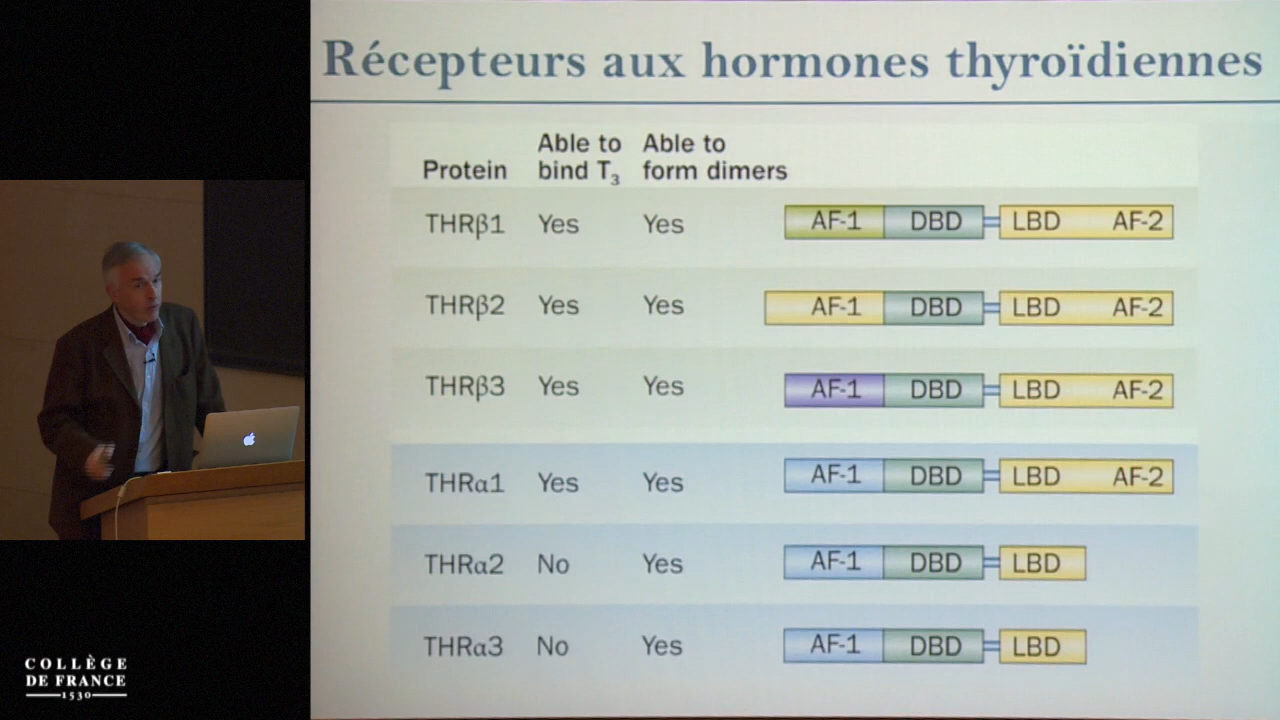 Récepteurs aux hormones thyroïdiennes
Protein Able to bind T₃ Able to form dimers
THRβ1 Yes Yes AF-1 DBD LBD AF-2
THRβ2 Yes Yes AF-1 DBD LBD AF-2
THRβ3 Yes Yes AF-1 DBD LBD AF-2
THRα1 Yes Yes AF-1 DBD LBD AF-2
THRα2 No Yes AF-1 DBD LBD
THRα3 No Yes AF-1 DBD LBD
COLLÈGE
DE FRANCE
1530